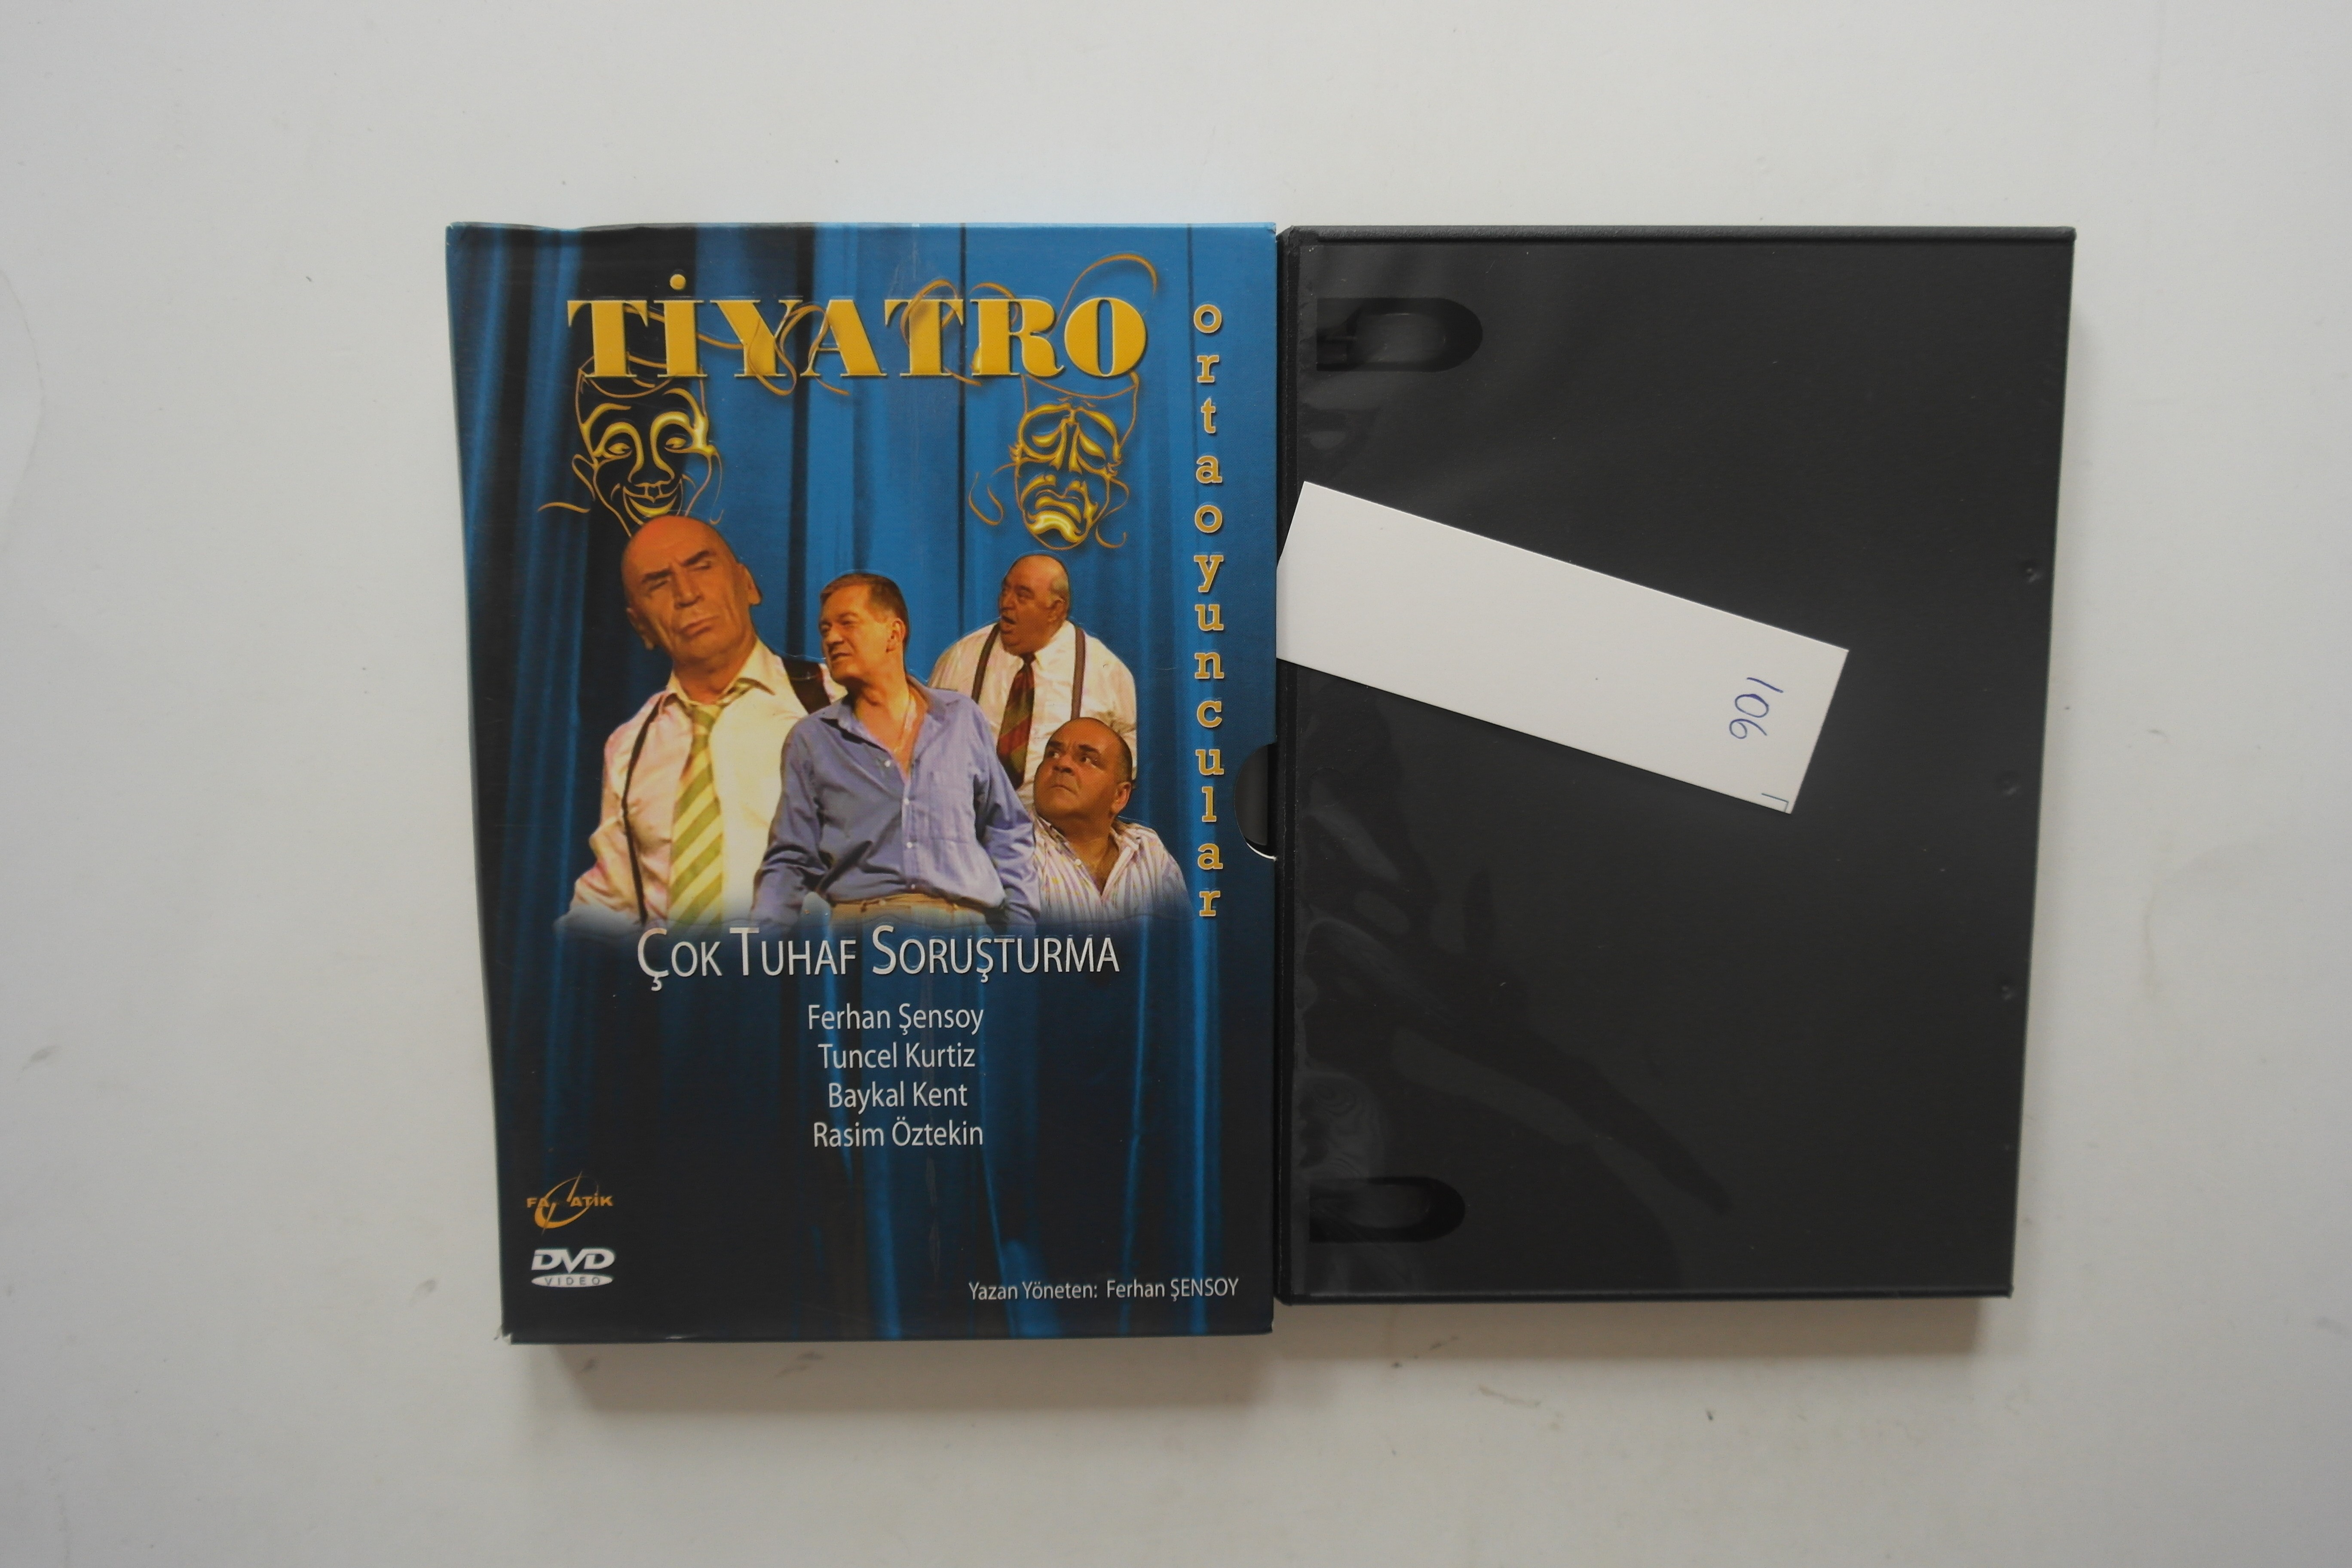 TİYATRO
ortaoyuncular
ÇOK TUHAF SORUŞTURMA
Ferhan Şensoy
Tuncel Kurtiz
Baykal Kent
Rasim Öztekin
FANATİK
DVD
VIDEO
Yazan Yöneten: Ferhan ŞENSOY
106